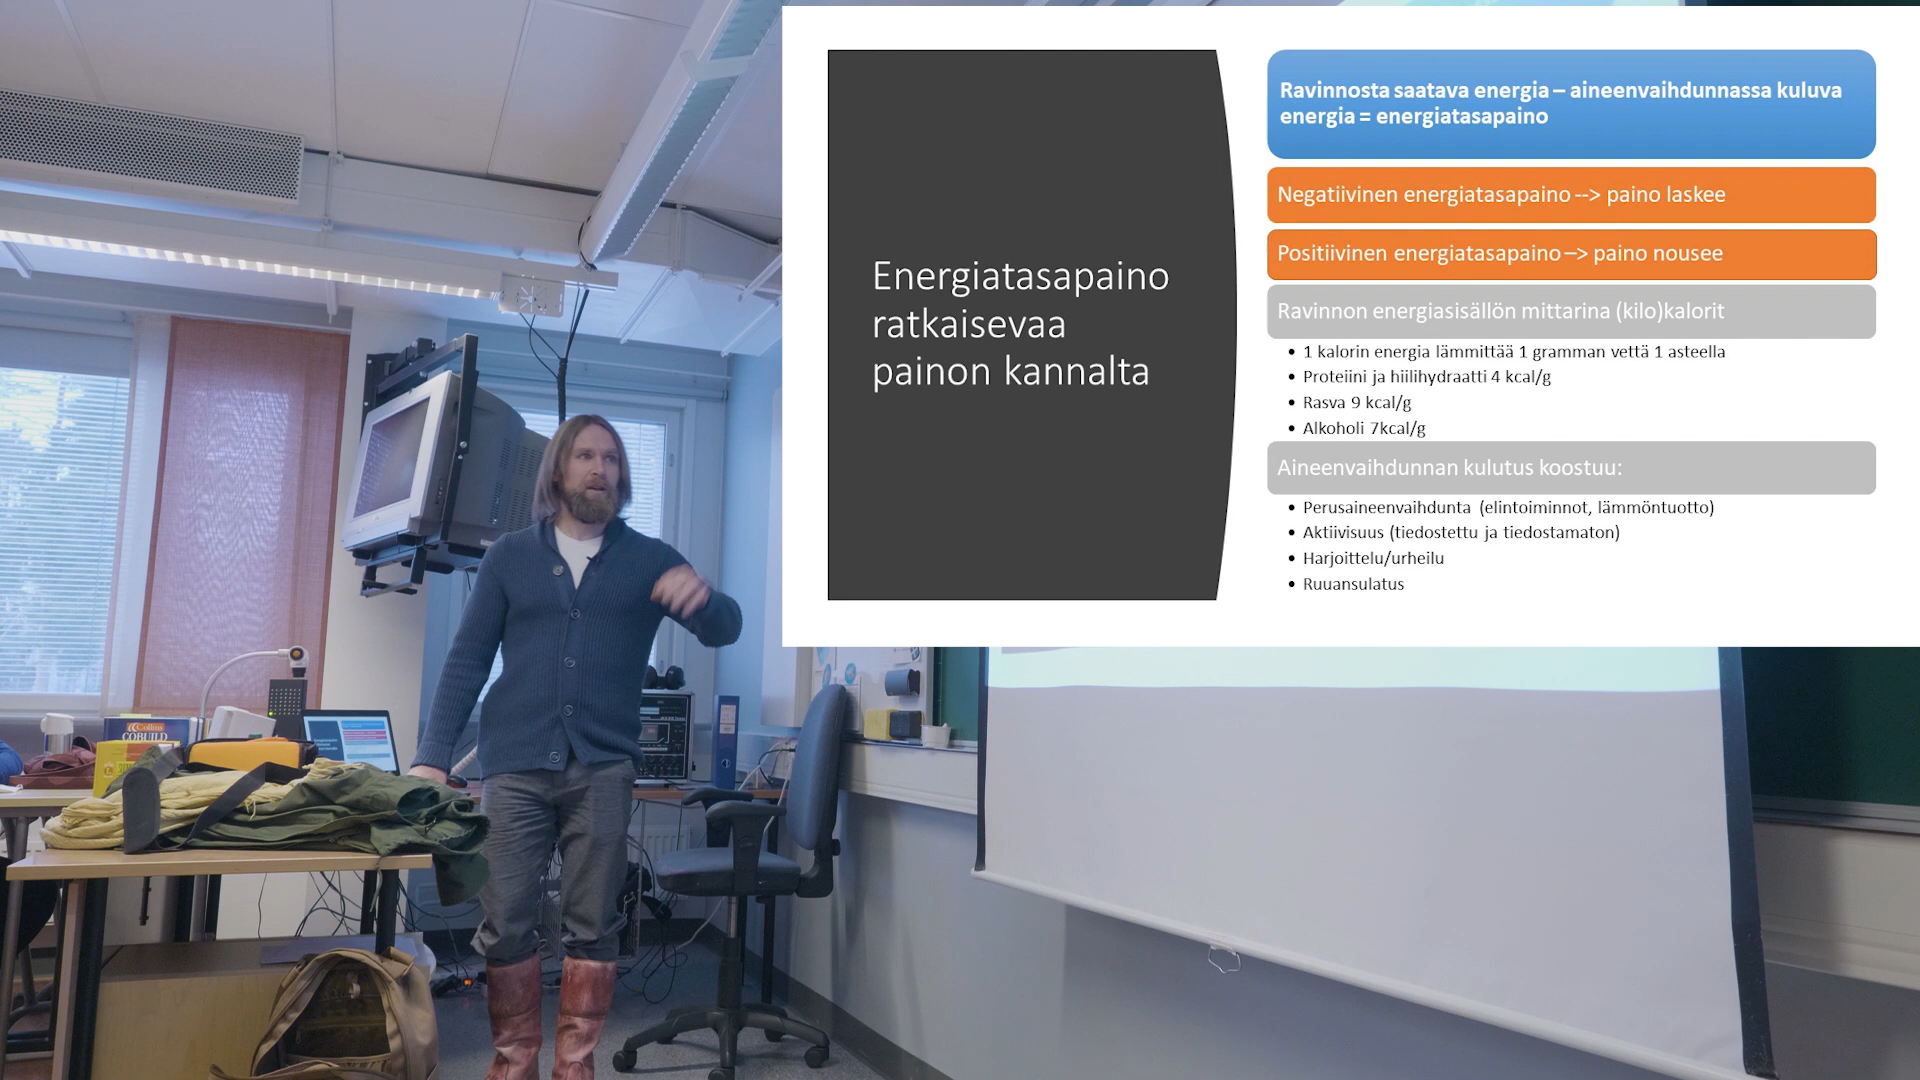 Energiatasapaino
ratkaisevaa
painon kannalta
Ravinnosta saatava energia – aineenvaihdunnassa kuluva
energia = energiatasapaino
Negatiivinen energiatasapaino --> paino laskee
Positiivinen energiatasapaino –> paino nousee
Ravinnon energiasisällön mittarina (kilo)kalorit
• 1 kalorin energia lämmittää 1 gramman vettä 1 asteella
• Proteiini ja hiilihydraatti 4 kcal/g
• Rasva 9 kcal/g
• Alkoholi 7kcal/g
Aineenvaihdunnan kulutus koostuu:
• Perusaineenvaihdunta (elintoiminnot, lämmöntuotto)
• Aktiivisuus (tiedostettu ja tiedostamaton)
• Harjoittelu/urheilu
• Ruuansulatus
Collins
COBUILD